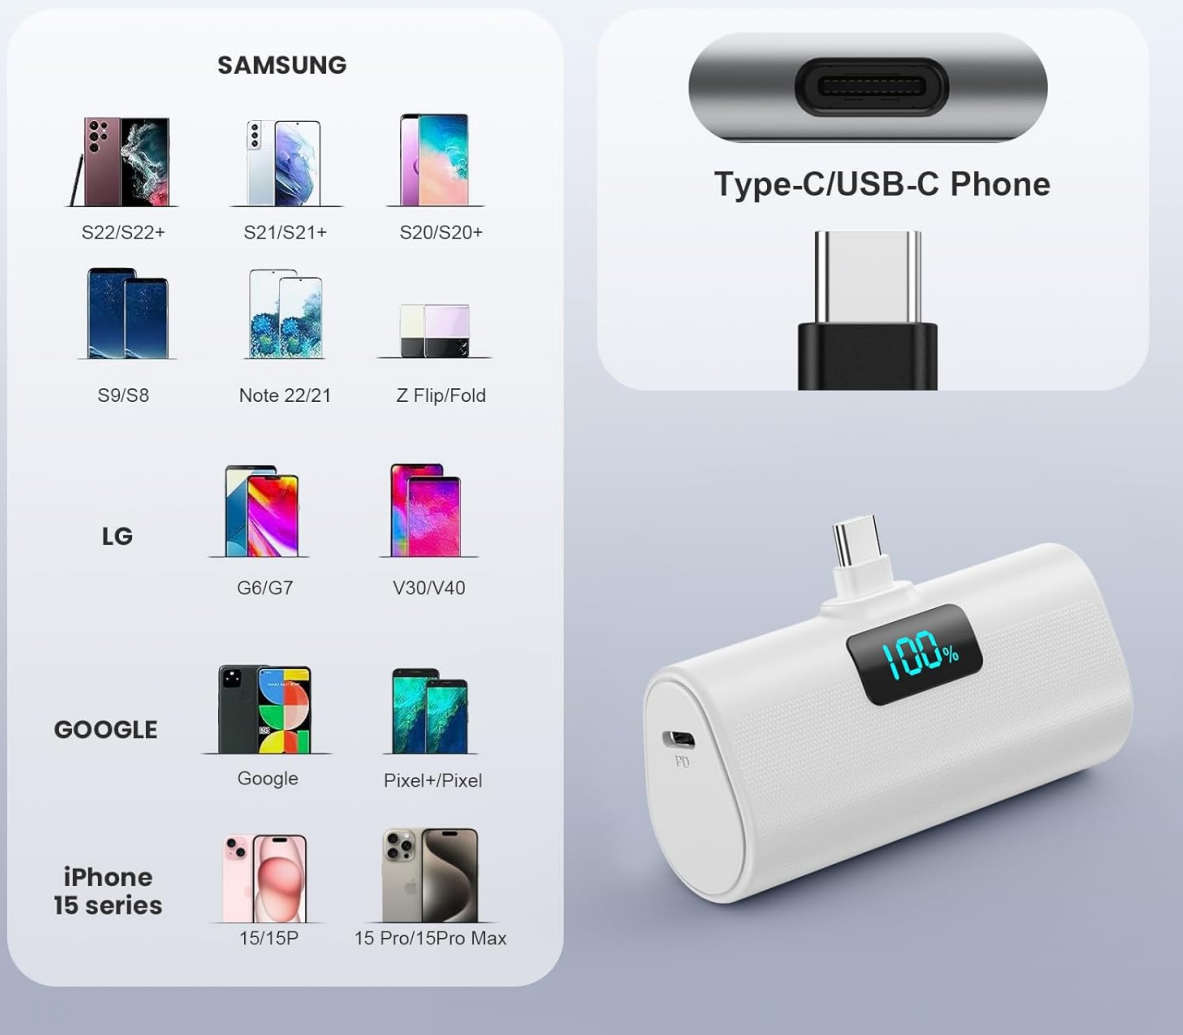 SAMSUNG
S22/S22+
S21/S21+
S20/S20+
S9/S8
Note 22/21
Z Flip/Fold
LG
G6/G7
V30/V40
GOOGLE
Google
Pixel+/Pixel
iPhone
15 series
15/15P
15 Pro/15Pro Max
Type-C/USB-C Phone
100%
PD